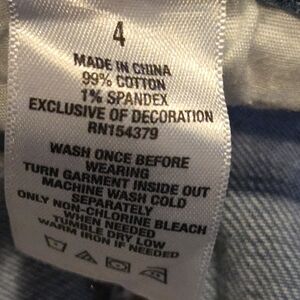 4
MADE IN CHINA
99% COTTON
1% SPANDEX
EXCLUSIVE OF DECORATION
RN154379
WASH ONCE BEFORE
WEARING
TURN GARMENT INSIDE OUT
MACHINE WASH COLD
SEPARATELY
ONLY NON-CHLORINE BLEACH
WHEN NEEDED
TUMBLE DRY LOW
WARM IRON IF NEEDED